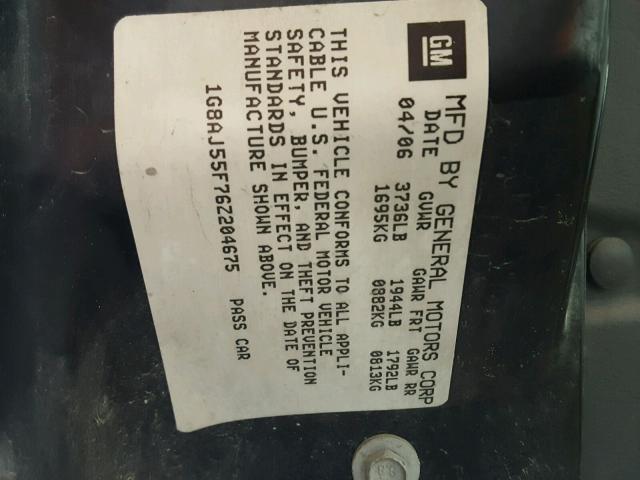 GM
MFD BY GENERAL MOTORS CORP
DATE GVWR GAWR FRT GAWR RR
04/06 3736LB 1944LB 1792LB
1695KG 0882KG 0813KG
THIS VEHICLE CONFORMS TO ALL APPLI-
CABLE U.S. FEDERAL MOTOR VEHICLE
SAFETY, BUMPER, AND THEFT PREVENTION
STANDARDS IN EFFECT ON THE DATE OF
MANUFACTURE SHOWN ABOVE.
1G8AJ55F76Z204675 PASS CAR